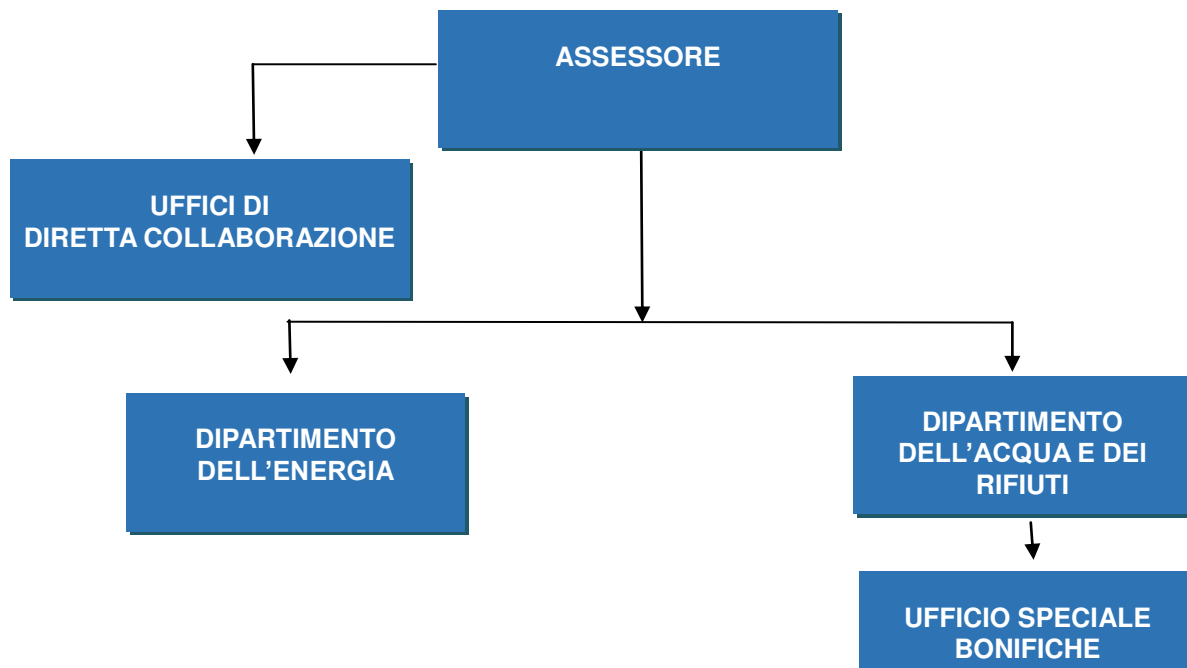 ASSESSORE
UFFICI DI
DIRETTA COLLABORAZIONE
DIPARTIMENTO
DELL’ENERGIA
DIPARTIMENTO
DELL’ACQUA E DEI
RIFIUTI
UFFICIO SPECIALE
BONIFICHE